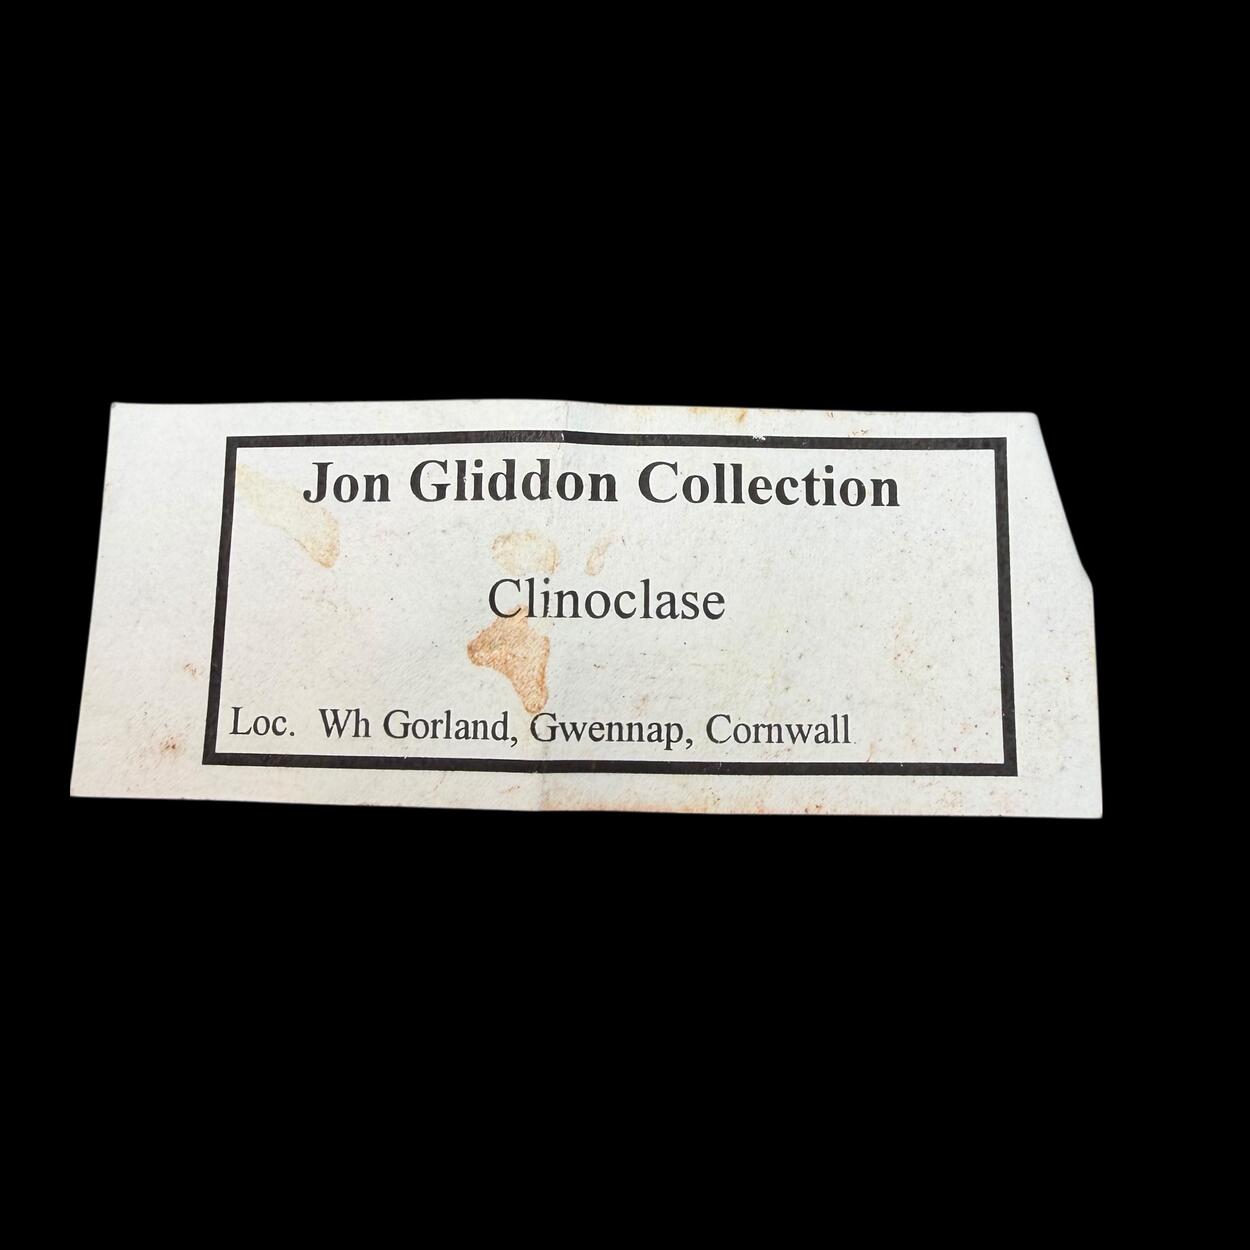 Jon Gliddon Collection
Clinoclase
Loc. Wh Gorland, Gwennap, Cornwall